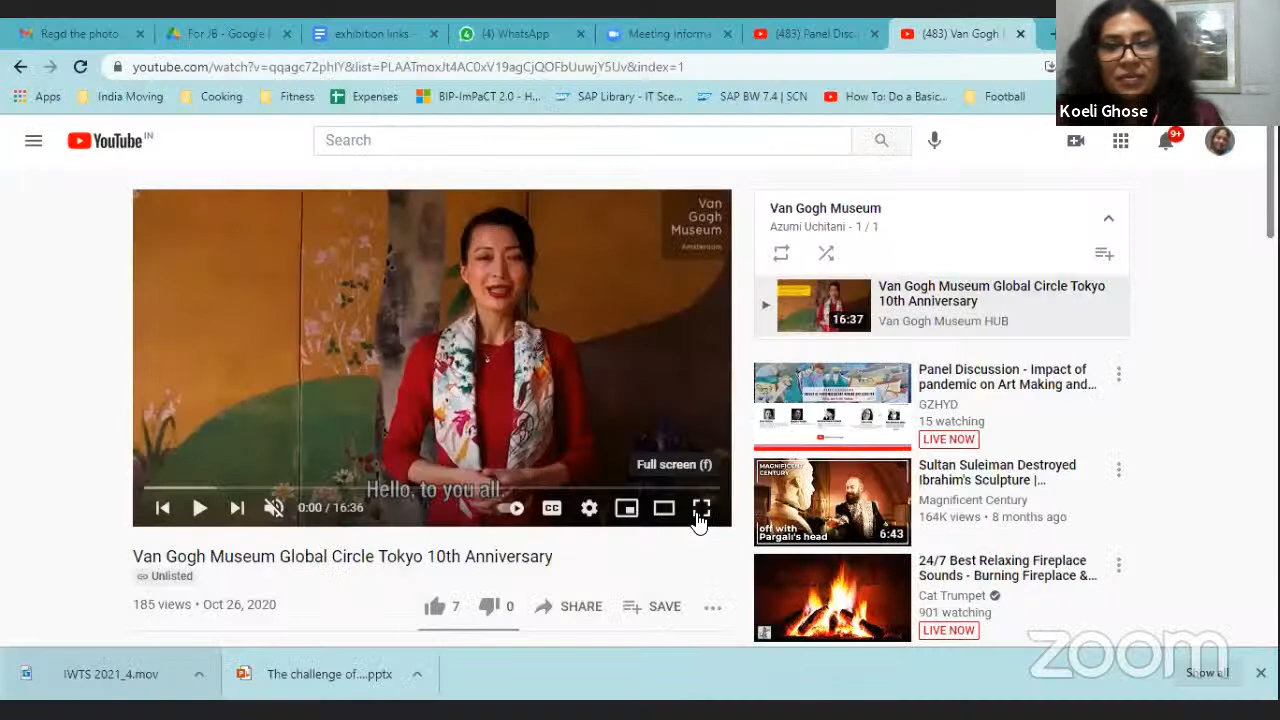 Regd the photo
For JB - Google
exhibition links
(4) WhatsApp
Meeting informa
(483) Panel Disc
(483) Van Gogh
youtube.com/watch?v=qqagc72phIY&list=PLAATmoxJt4AC0xV19agCjQOFbUuwjY5Uv&index=1
Apps
India Moving
Cooking
Fitness
Expenses
BIP-ImPaCT 2.0 - H...
SAP Library - IT Sce...
SAP BW 7.4 | SCN
How To: Do a Basic...
Football
Koeli Ghose
YouTube IN
Search
9+
Van
Gogh
Museum
Amsterdam
Full screen (f)
Hello, to you all.
0:00 / 16:36
CC
Van Gogh Museum Global Circle Tokyo 10th Anniversary
Unlisted
185 views • Oct 26, 2020
7
0
SHARE
SAVE
Van Gogh Museum
Azumi Uchitani - 1 / 1
16:37
Van Gogh Museum Global Circle Tokyo
10th Anniversary
Van Gogh Museum HUB
Panel Discussion - Impact of
pandemic on Art Making and...
GZHYD
15 watching
LIVE NOW
MAGNIFICENT
CENTURY
off with
Pargalı's head
6:43
Sultan Suleiman Destroyed
Ibrahim's Sculpture |...
Magnificent Century
164K views • 8 months ago
24/7 Best Relaxing Fireplace
Sounds - Burning Fireplace &...
Cat Trumpet
901 watching
LIVE NOW
zoom
IWTS 2021_4.mov
The challenge of....pptx
Show all